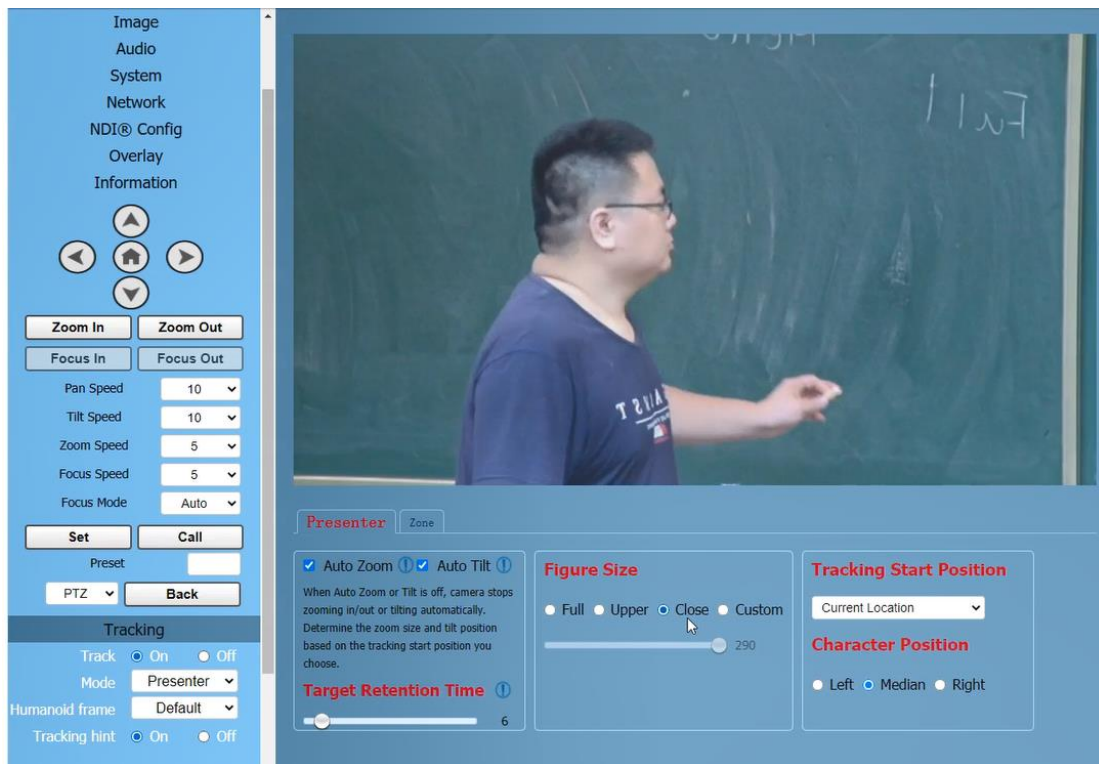 Image
Audio
System
Network
NDI® Config
Overlay
Information
Zoom In Zoom Out
Focus In Focus Out
Pan Speed 10
Tilt Speed 10
Zoom Speed 5
Focus Speed 5
Focus Mode Auto
Set Call
Preset
PTZ Back
Tracking
Track On Off
Mode Presenter
Humanoid frame Default
Tracking hint On Off
Presenter Zone
Auto Zoom Auto Tilt
When Auto Zoom or Tilt is off, camera stops
zooming in/out or tilting automatically.
Determine the zoom size and tilt position
based on the tracking start position you
choose.
Target Retention Time
6
Figure Size
Full Upper Close Custom
290
Tracking Start Position
Current Location
Character Position
Left Median Right